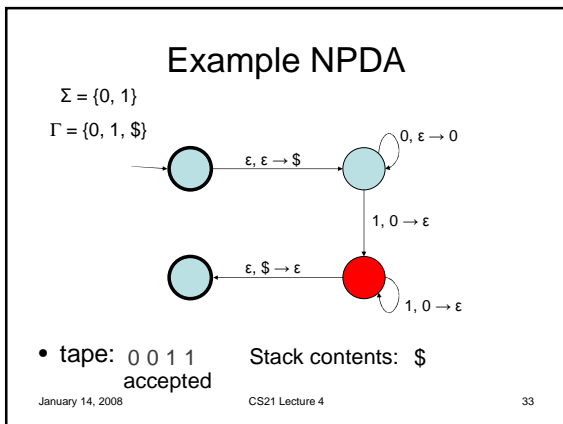 Example NPDA
Σ = {0, 1}
Γ = {0, 1, $}
ε, ε → $
0, ε → 0
1, 0 → ε
ε, $ → ε
1, 0 → ε
• tape: 0 0 1 1 Stack contents: $
accepted
January 14, 2008 CS21 Lecture 4 33